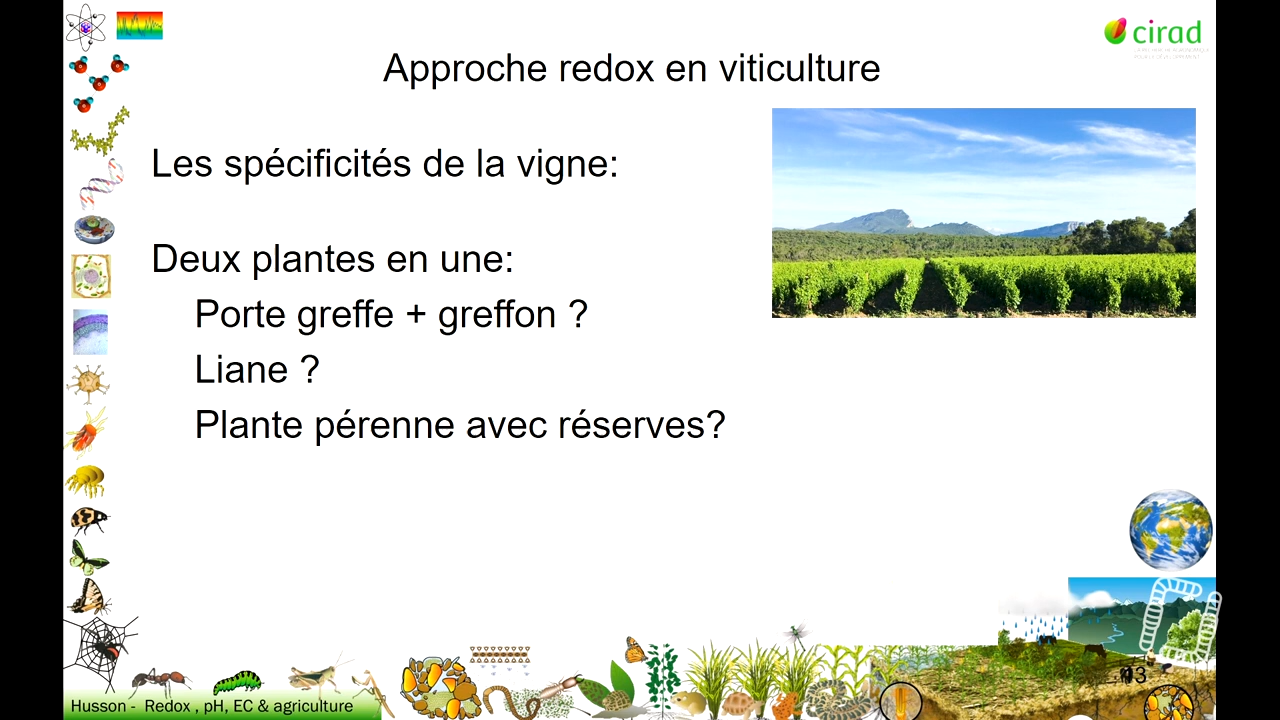 cirad
Approche redox en viticulture
Les spécificités de la vigne:
Deux plantes en une:
Porte greffe + greffon ?
Liane ?
Plante pérenne avec réserves?
Husson - Redox , pH, EC & agriculture